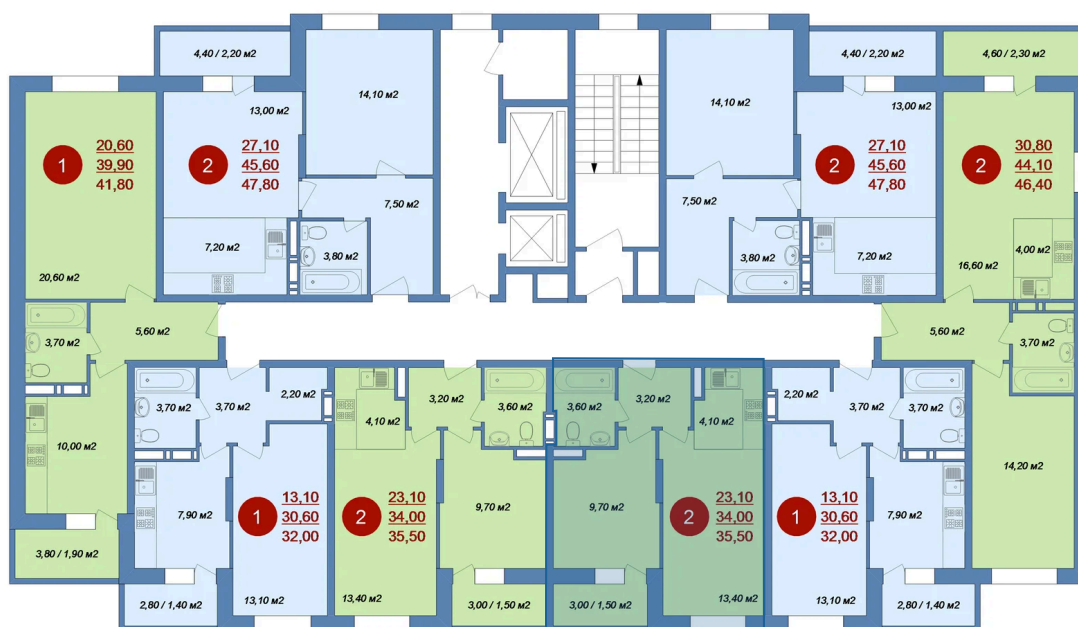 4,40 / 2,20 м2
14,10 м2
13,00 м2
2
27,10
45,60
47,80
7,20 м2
7,50 м2
3,80 м2
1
20,60
39,90
41,80
20,60 м2
5,60 м2
3,70 м2
10,00 м2
3,80 / 1,90 м2
14,10 м2
4,40 / 2,20 м2
13,00 м2
2
27,10
45,60
47,80
7,50 м2
3,80 м2
7,20 м2
4,60 / 2,30 м2
2
30,80
44,10
46,40
4,00 м2
16,60 м2
5,60 м2
3,70 м2
14,20 м2
3,70 м2
3,70 м2
2,20 м2
7,90 м2
1
13,10
30,60
32,00
2,80 / 1,40 м2
13,10 м2
4,10 м2
3,20 м2
3,60 м2
2
23,10
34,00
35,50
9,70 м2
13,40 м2
3,00 / 1,50 м2
3,60 м2
3,20 м2
4,10 м2
9,70 м2
2
23,10
34,00
35,50
3,00 / 1,50 м2
13,40 м2
2,20 м2
3,70 м2
3,70 м2
1
13,10
30,60
32,00
7,90 м2
13,10 м2
2,80 / 1,40 м2